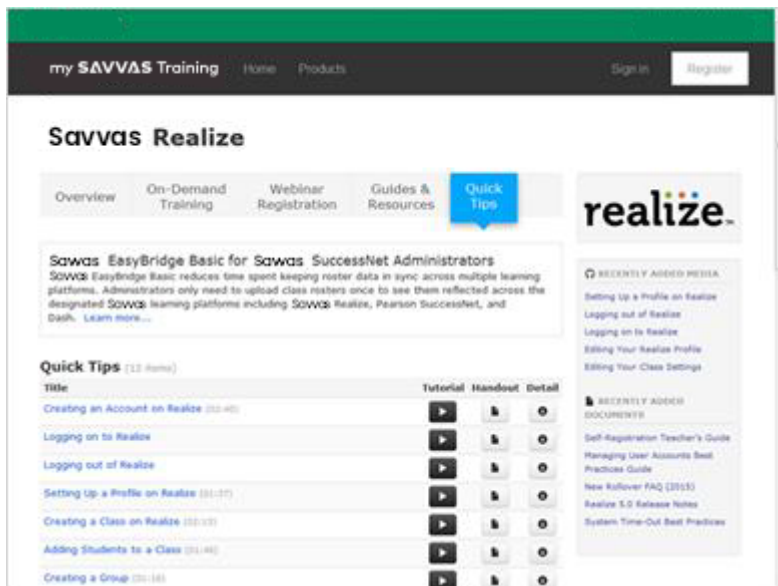 my SAVVAS Training Home Products Sign in Register
Savvas Realize
Overview
On-Demand
Training
Webinar
Registration
Guides &
Resources
Quick
Tips
realize
Savvas EasyBridge Basic for Savvas SuccessNet Administrators
Savvas EasyBridge Basic reduces time spent keeping roster data in sync across multiple learning
platforms. Administrators only need to upload class rosters once to see them reflected across the
designated Savvas learning platforms including Savvas Realize, Pearson SuccessNet, and
Dash. Learn more...
Quick Tips (12 items)
Title Tutorial Handout Detail
Creating an Account on Realize (02:40)
Logging on to Realize
Logging out of Realize
Setting Up a Profile on Realize (01:37)
Creating a Class on Realize (02:13)
Adding Students to a Class
Creating a Group
RECENTLY ADDED MEDIA
Setting Up a Profile on Realize
Logging out of Realize
Logging on to Realize
Editing Your Realize Profile
Editing Your Class Settings
RECENTLY ADDED
DOCUMENTS
Self-Registration Teacher's Guide
Managing User Accounts Best
Practices Guide
New Rollover FAQ (2015)
Realize 5.0 Release Notes
System Time-Out Best Practices